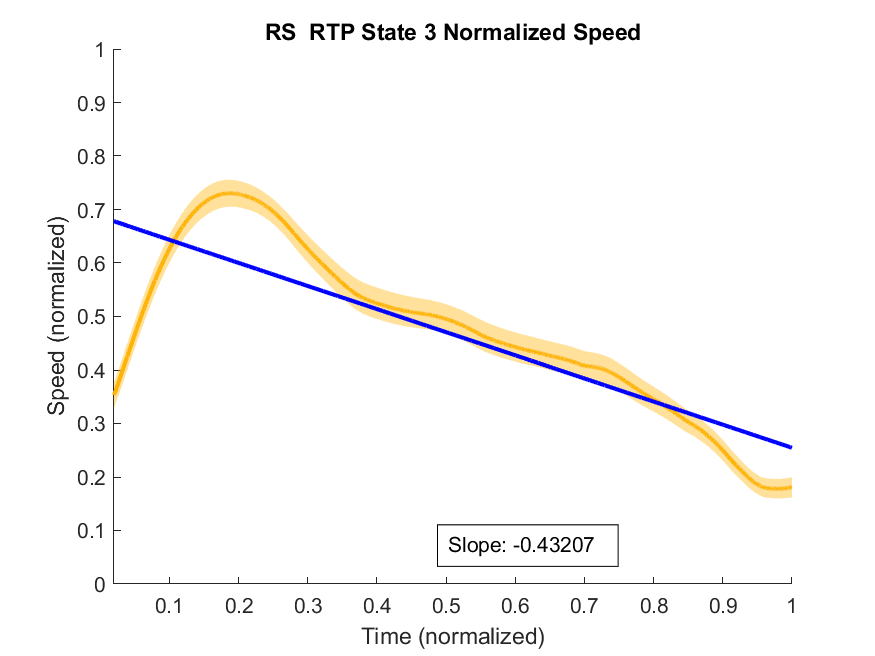 RS  RTP State 3 Normalized Speed
1
0.9
0.8
0.7
0.6
0.5
0.4
0.3
0.2
0.1
0
Speed (normalized)
Slope: -0.43207
0.1 0.2 0.3 0.4 0.5 0.6 0.7 0.8 0.9 1
Time (normalized)